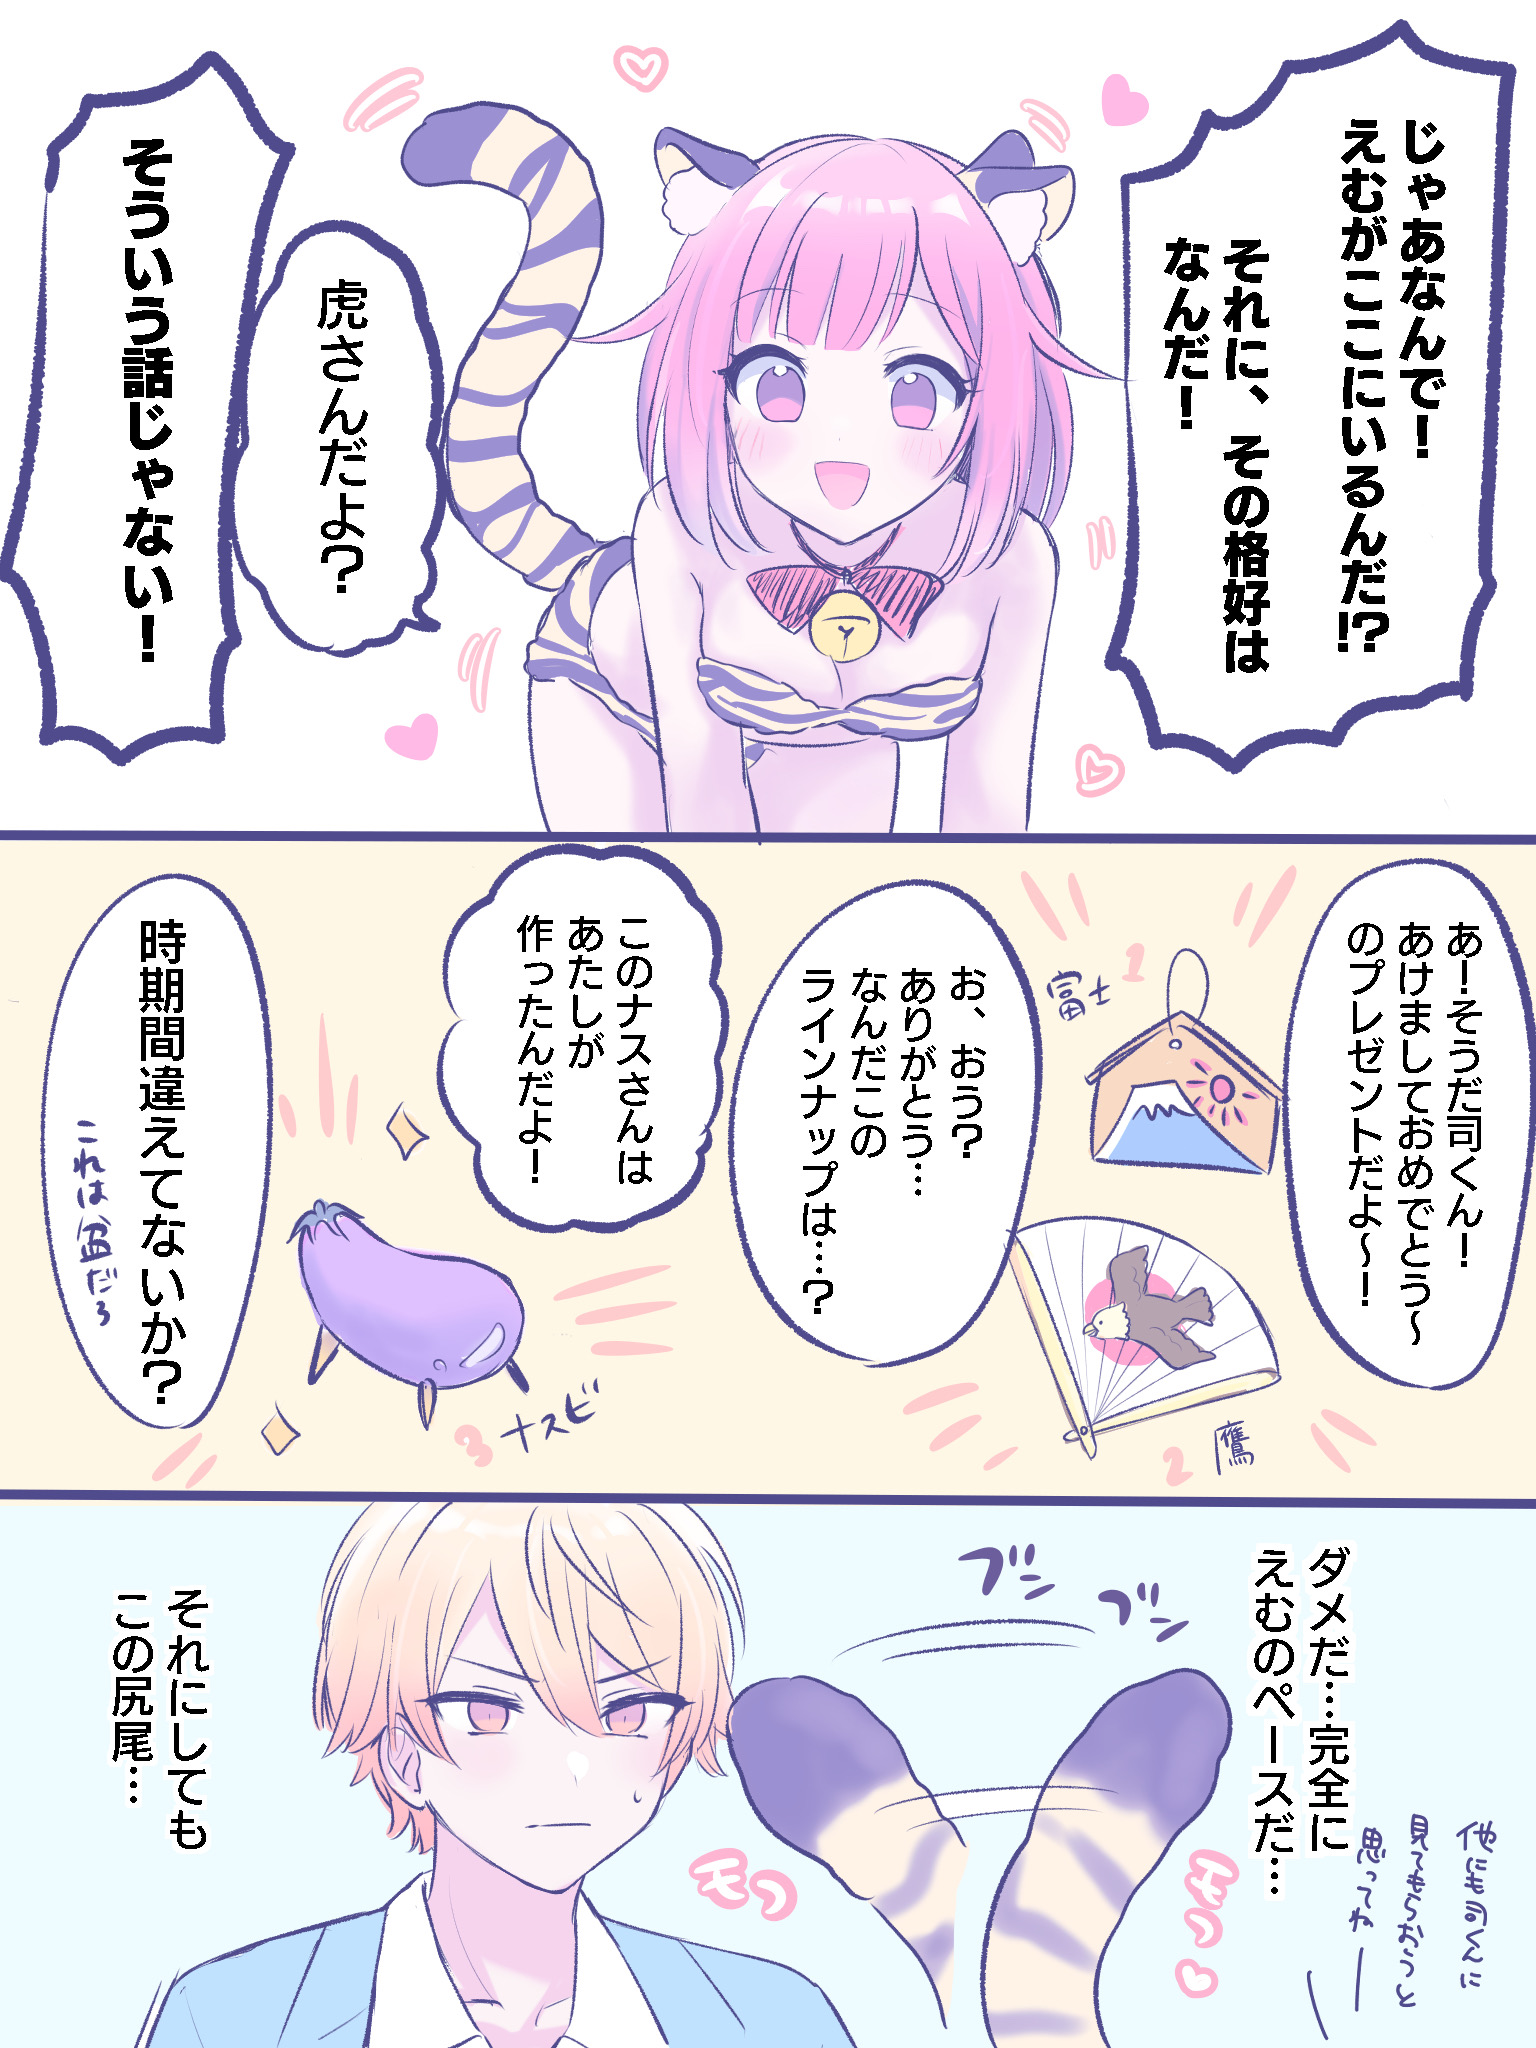 じゃあなんで!
えむがここにいるんだ!?
それに、その格好は
なんだ!
虎さんだよ?
そういう話じゃない!
あ!そうだ司くん!
あけましておめでとう〜
のプレゼントだよ〜!
1
富士
2
鷹
お、おう?
ありがとう…
なんだこの
ラインナップは…?
このナスさんは
あたしが
作ったんだよ!
3
ナスビ
時期間違えてないか?
これは盆だろ
ダメだ…完全に
えむのペースだ…
他にも司くんに
見てもらおうと
思ってね──
ブン
ブン
モフ
モフ
それにしても
この尻尾…